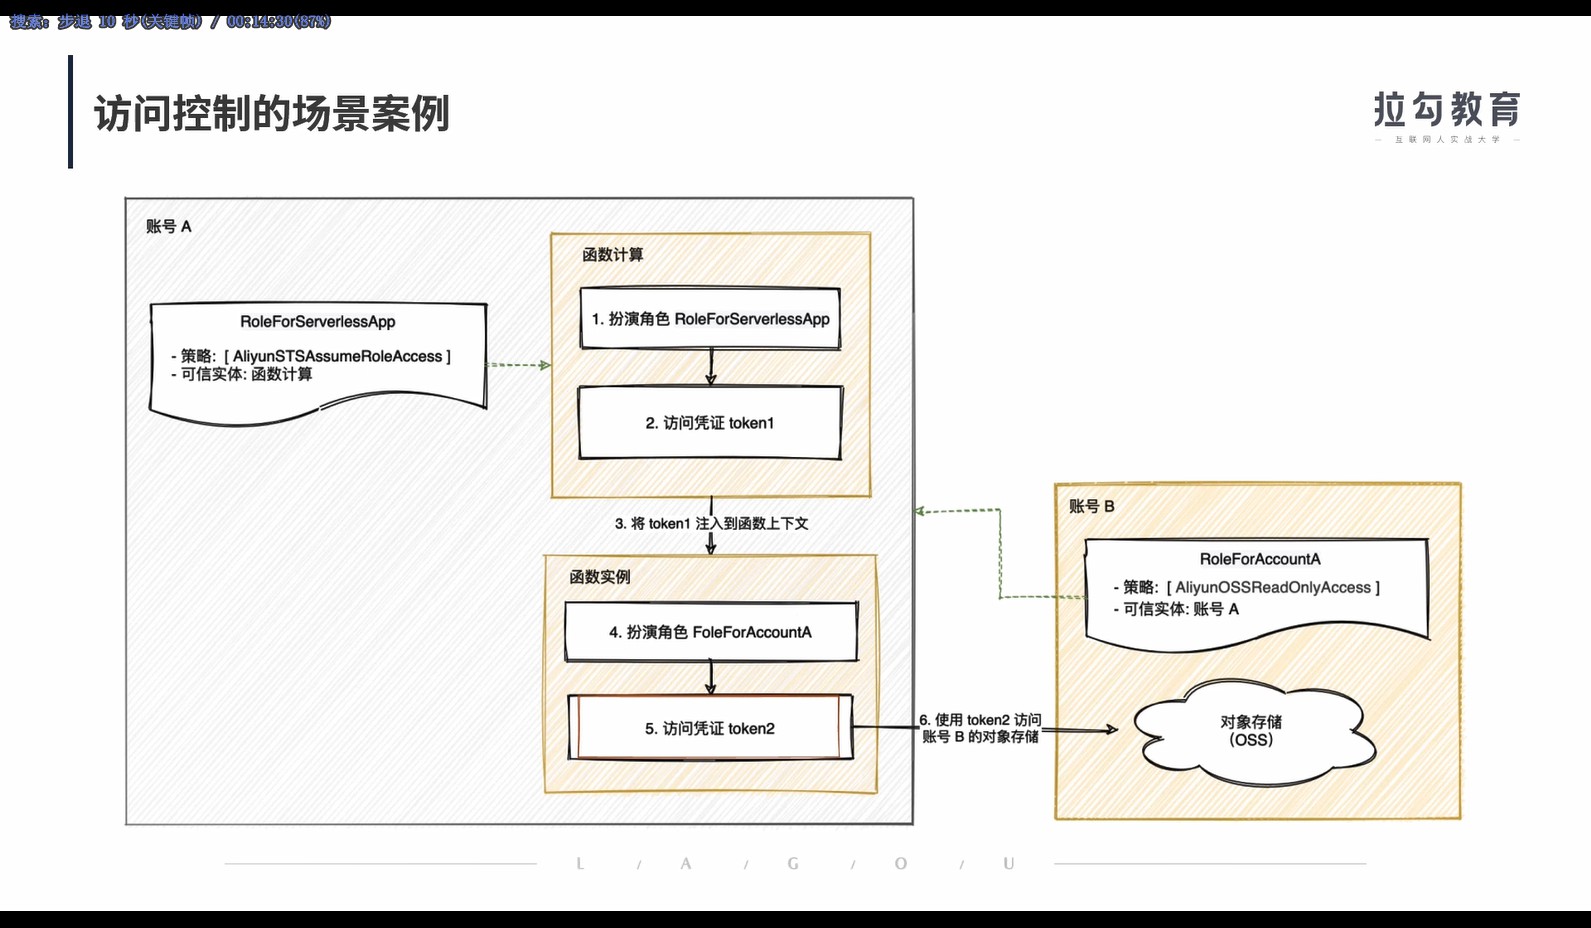 搜索: 步退 10 秒(关键帧) / 00:14:30(87%)
访问控制的场景案例
拉勾教育
— 互联网人实战大学 —
账号 A
函数计算
RoleForServerlessApp
- 策略: [ AliyunSTSAssumeRoleAccess ]
- 可信实体: 函数计算
1. 扮演角色 RoleForServerlessApp
2. 访问凭证 token1
3. 将 token1 注入到函数上下文
函数实例
4. 扮演角色 FoleForAccountA
5. 访问凭证 token2
6. 使用 token2 访问
账号 B 的对象存储
账号 B
RoleForAccountA
- 策略: [ AliyunOSSReadOnlyAccess ]
- 可信实体: 账号 A
对象存储
(OSS)
L / A / G / O / U